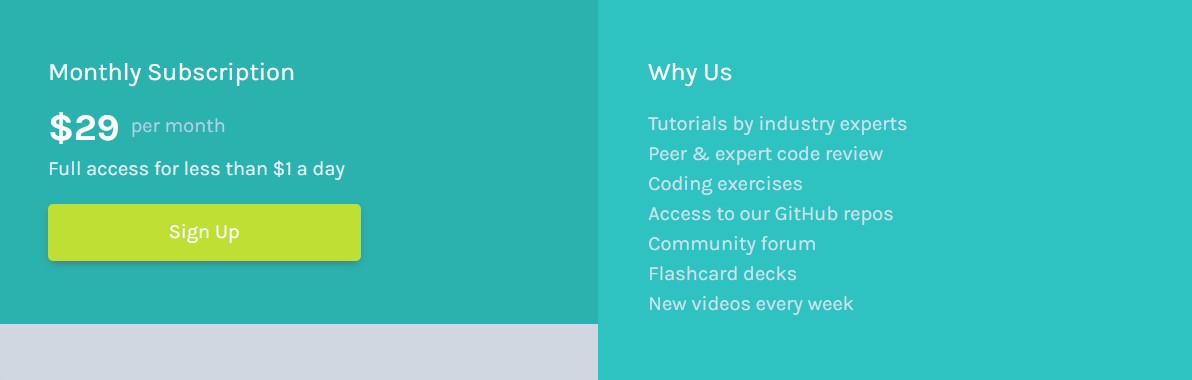 Monthly Subscription
$29 per month
Full access for less than $1 a day
Sign Up
Why Us
Tutorials by industry experts
Peer & expert code review
Coding exercises
Access to our GitHub repos
Community forum
Flashcard decks
New videos every week